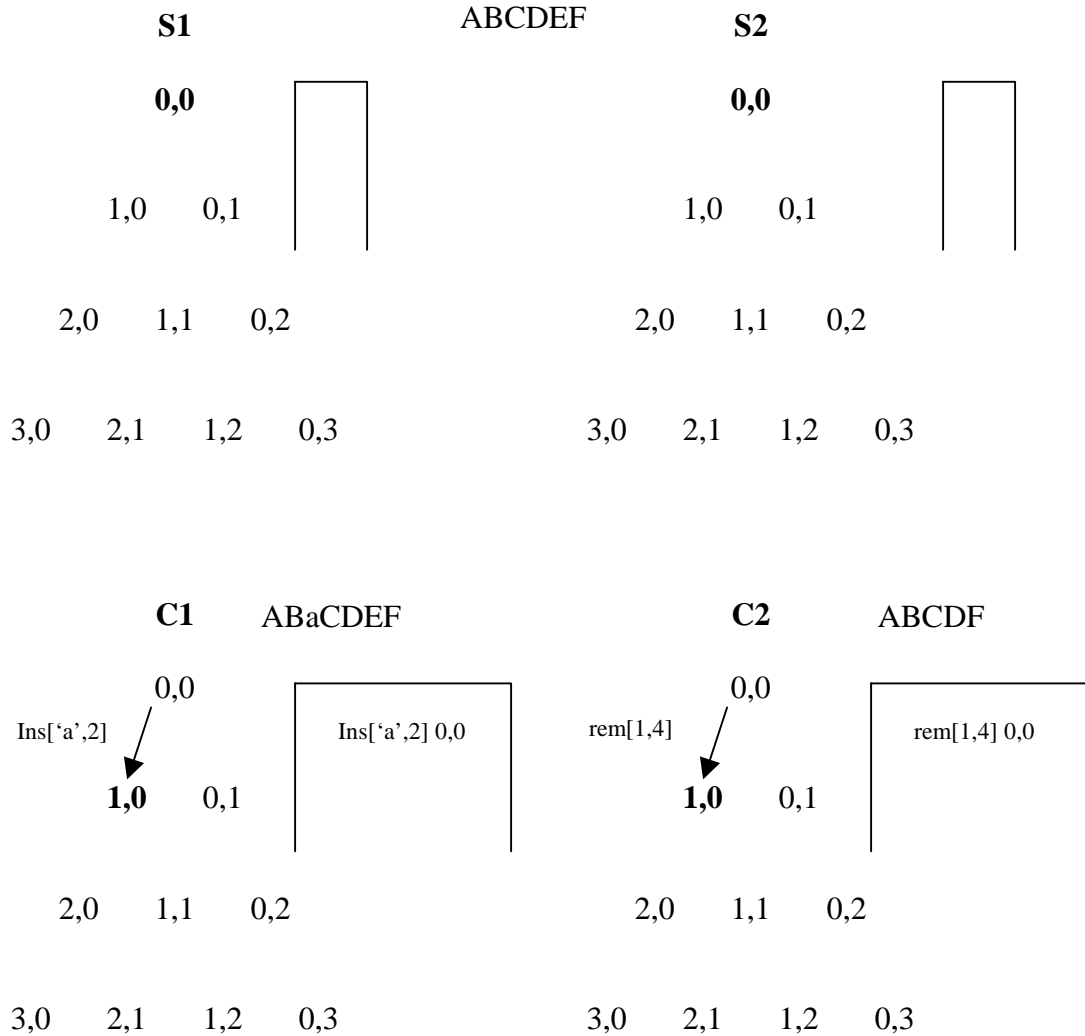 S1 ABCDEF S2
0,0 0,0
1,0 0,1 1,0 0,1
2,0 1,1 0,2 2,0 1,1 0,2
3,0 2,1 1,2 0,3 3,0 2,1 1,2 0,3
C1 ABaCDEF C2 ABCDF
0,0 0,0
Ins[‘a’,2] Ins[‘a’,2] 0,0 rem[1,4] rem[1,4] 0,0
1,0 0,1 1,0 0,1
2,0 1,1 0,2 2,0 1,1 0,2
3,0 2,1 1,2 0,3 3,0 2,1 1,2 0,3